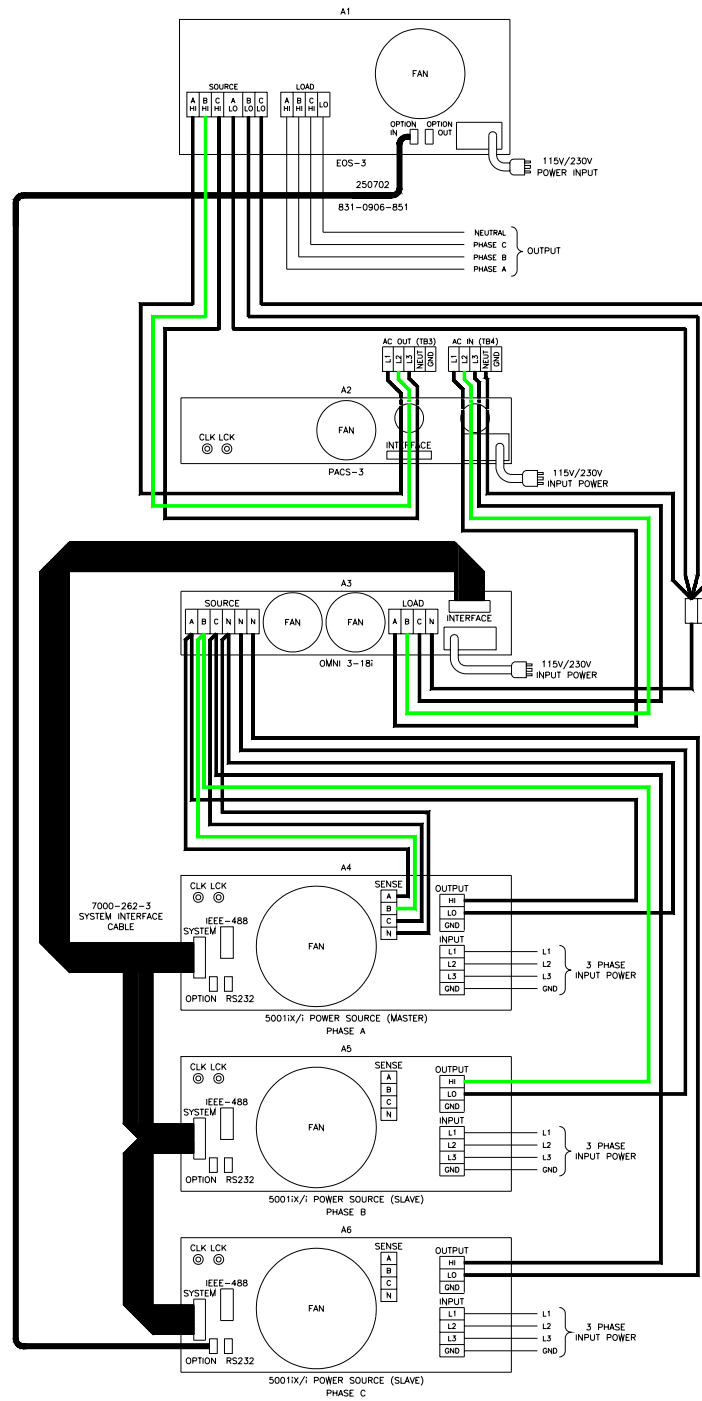 A1
FAN
SOURCE
LOAD
A HI B HI C HI A LO B LO C LO
A HI B HI C HI LO
OPTION IN
OPTION OUT
EOS-3
115V/230V
POWER INPUT
250702
831-0906-851
NEUTRAL
PHASE C
PHASE B
PHASE A
OUTPUT
AC OUT (TB3)
AC IN (TB4)
L1 L2 L3 NEUT GND
L1 L2 L3 NEUT GND
A2
FAN
CLK LCK
INTERFACE
PACS-3
115V/230V
INPUT POWER
A3
SOURCE
LOAD
A B C N N N
FAN
FAN
A B C N
INTERFACE
OMNI 3-18i
115V/230V
INPUT POWER
7000-262-3
SYSTEM INTERFACE
CABLE
A4
CLK LCK
SENSE
A
B
C
N
OUTPUT
HI
LO
GND
IEEE-488
SYSTEM
FAN
INPUT
L1
L2
L3
GND
L1
L2
L3
GND
3 PHASE
INPUT POWER
OPTION RS232
5001iX/i POWER SOURCE (MASTER)
PHASE A
A5
CLK LCK
SENSE
A
B
C
N
OUTPUT
HI
LO
GND
IEEE-488
SYSTEM
FAN
INPUT
L1
L2
L3
GND
L1
L2
L3
GND
3 PHASE
INPUT POWER
OPTION RS232
5001iX/i POWER SOURCE (SLAVE)
PHASE B
A6
CLK LCK
SENSE
A
B
C
N
OUTPUT
HI
LO
GND
IEEE-488
SYSTEM
FAN
INPUT
L1
L2
L3
GND
L1
L2
L3
GND
3 PHASE
INPUT POWER
OPTION RS232
5001iX/i POWER SOURCE (SLAVE)
PHASE C